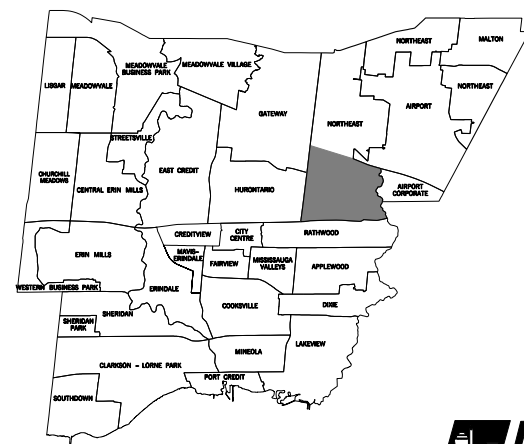 NORTHEAST
MALTON
MEADOWVALE
BUSINESS PARK
MEADOWVALE VILLAGE
LISGAR
MEADOWVALE
NORTHEAST
AIRPORT
GATEWAY
NORTHEAST
STREETSVILLE
EAST CREDIT
CHURCHILL
MEADOWS
CENTRAL ERIN MILLS
HURONTARIO
AIRPORT
CORPORATE
CREDITVIEW
CITY
CENTRE
RATHWOOD
ERIN MILLS
MAVIS-
ERINDALE
FAIRVIEW
MISSISSAUGA
VALLEYS
APPLEWOOD
WESTERN BUSINESS PARK
ERINDALE
SHERIDAN
COOKSVILLE
DIXIE
SHERIDAN
PARK
LAKEVIEW
MINEOLA
CLARKSON - LORNE PARK
PORT CREDIT
SOUTHDOWN